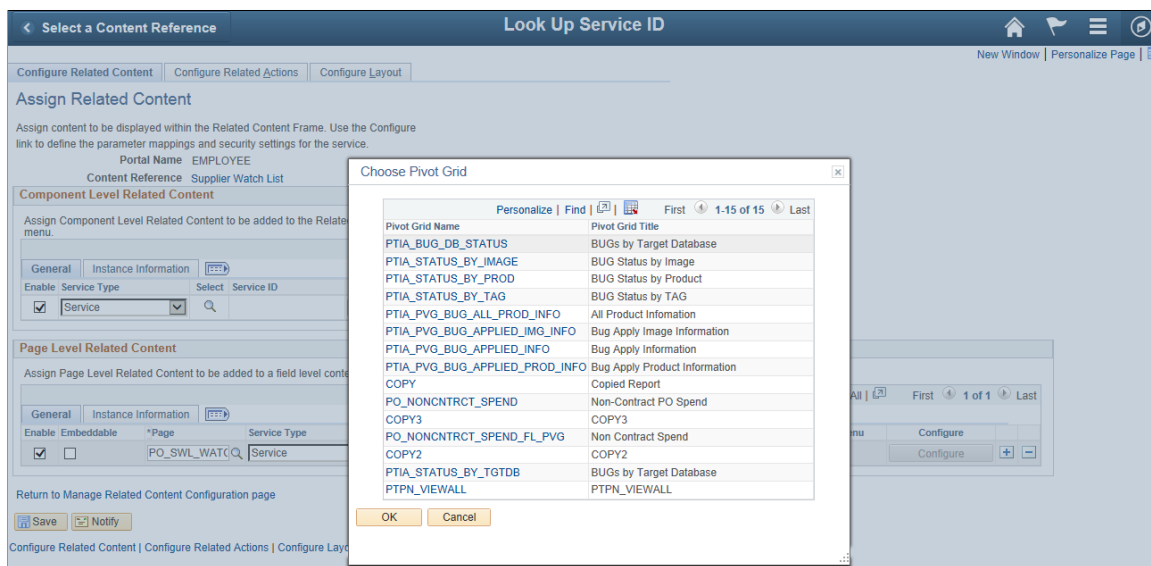 Select a Content Reference
Look Up Service ID
New Window | Personalize Page |
Configure Related Content
Configure Related Actions
Configure Layout
Assign Related Content
Assign content to be displayed within the Related Content Frame. Use the Configure
link to define the parameter mappings and security settings for the service.
Portal Name EMPLOYEE
Content Reference Supplier Watch List
Component Level Related Content
Assign Component Level Related Content to be added to the Relate
menu.
General
Instance Information
Enable Service Type Select Service ID
Service
Page Level Related Content
Assign Page Level Related Content to be added to a field level conte
All | First 1 of 1 Last
General
Instance Information
Enable Embeddable *Page Service Type nu Configure
PO_SWL_WATC Service Configure
Return to Manage Related Content Configuration page
Save
Notify
Configure Related Content | Configure Related Actions | Configure Layo
Choose Pivot Grid
Personalize | Find | First 1-15 of 15 Last
Pivot Grid Name Pivot Grid Title
PTIA_BUG_DB_STATUS BUGs by Target Database
PTIA_STATUS_BY_IMAGE BUG Status by Image
PTIA_STATUS_BY_PROD BUG Status by Product
PTIA_STATUS_BY_TAG BUG Status by TAG
PTIA_PVG_BUG_ALL_PROD_INFO All Product Infomation
PTIA_PVG_BUG_APPLIED_IMG_INFO Bug Apply Image Information
PTIA_PVG_BUG_APPLIED_INFO Bug Apply Information
PTIA_PVG_BUG_APPLIED_PROD_INFO Bug Apply Product Information
COPY Copied Report
PO_NONCNTRCT_SPEND Non-Contract PO Spend
COPY3 COPY3
PO_NONCNTRCT_SPEND_FL_PVG Non Contract Spend
COPY2 COPY2
PTIA_STATUS_BY_TGTDB BUGs by Target Database
PTPN_VIEWALL PTPN_VIEWALL
OK
Cancel